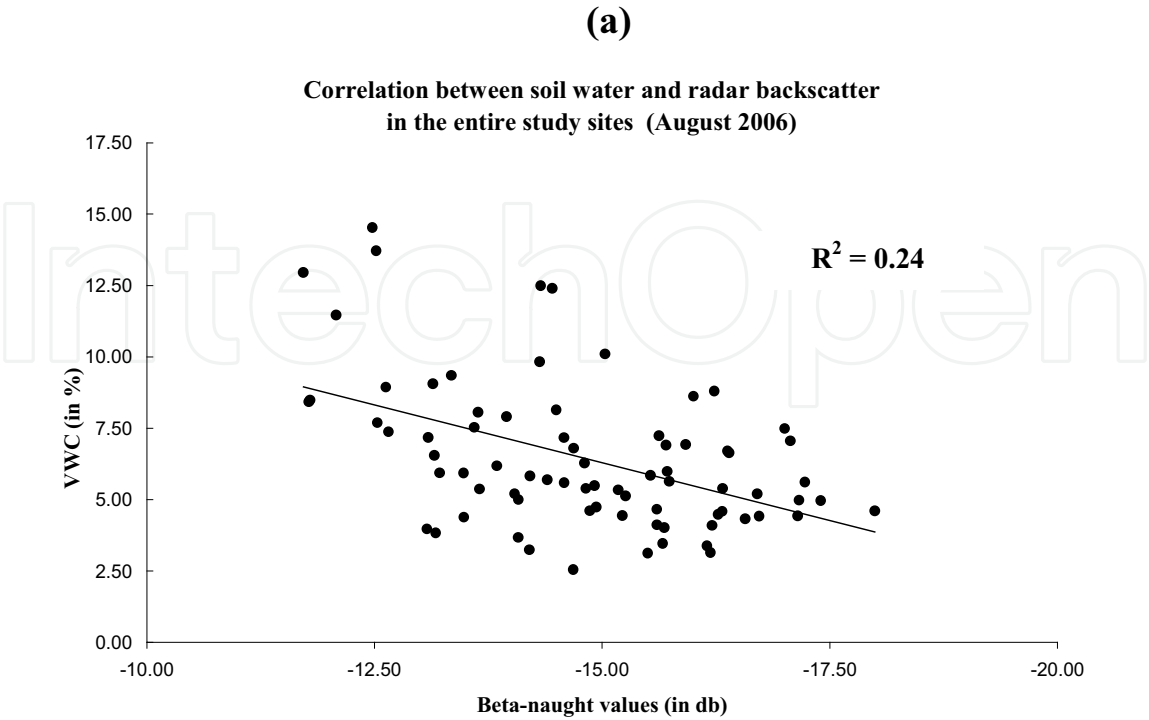 (a)
Correlation between soil water and radar backscatter
in the entire study sites (August 2006)
17.50
15.00
12.50
10.00
7.50
5.00
2.50
0.00
VWC (in %)
R² = 0.24
IntechOpen
-10.00 -12.50 -15.00 -17.50 -20.00
Beta-naught values (in db)